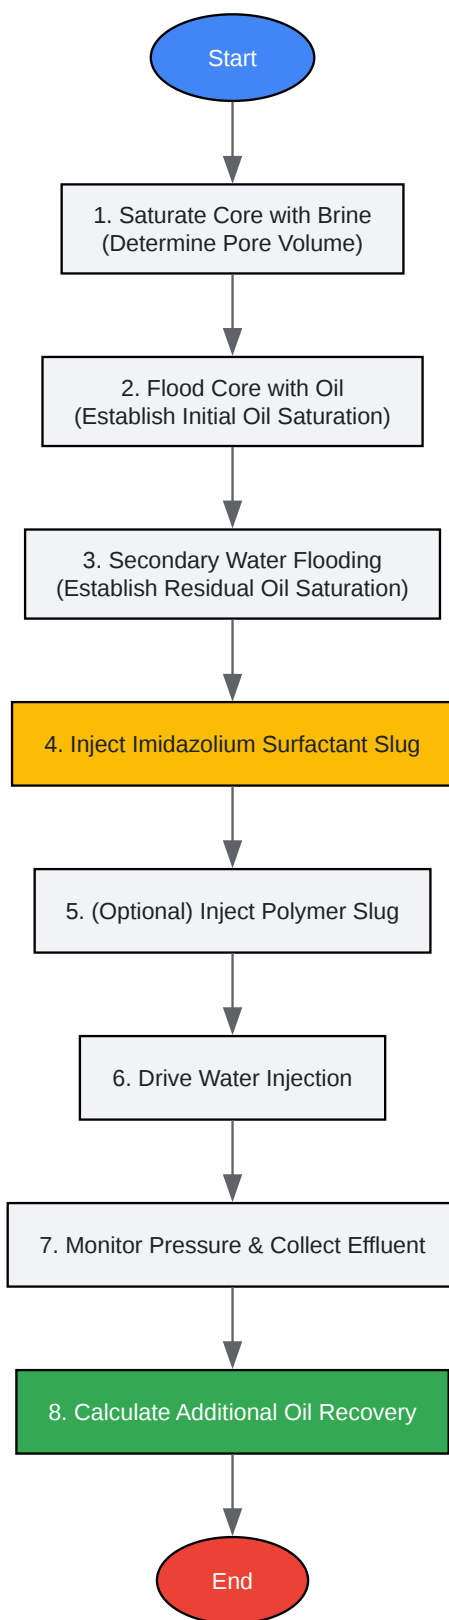 Start
1. Saturate Core with Brine
(Determine Pore Volume)
2. Flood Core with Oil
(Establish Initial Oil Saturation)
3. Secondary Water Flooding
(Establish Residual Oil Saturation)
4. Inject Imidazolium Surfactant Slug
5. (Optional) Inject Polymer Slug
6. Drive Water Injection
7. Monitor Pressure & Collect Effluent
8. Calculate Additional Oil Recovery
End